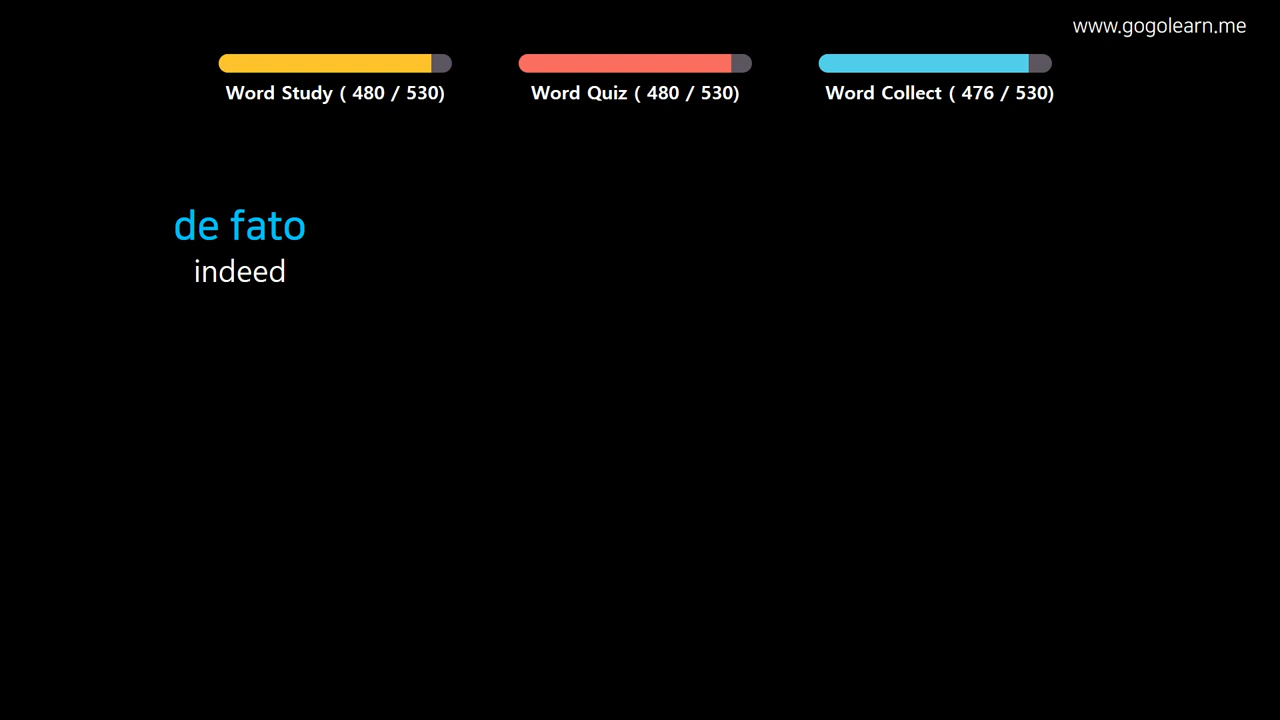 www.gogolearn.me
Word Study ( 480 / 530)
Word Quiz ( 480 / 530)
Word Collect ( 476 / 530)
de fato
indeed